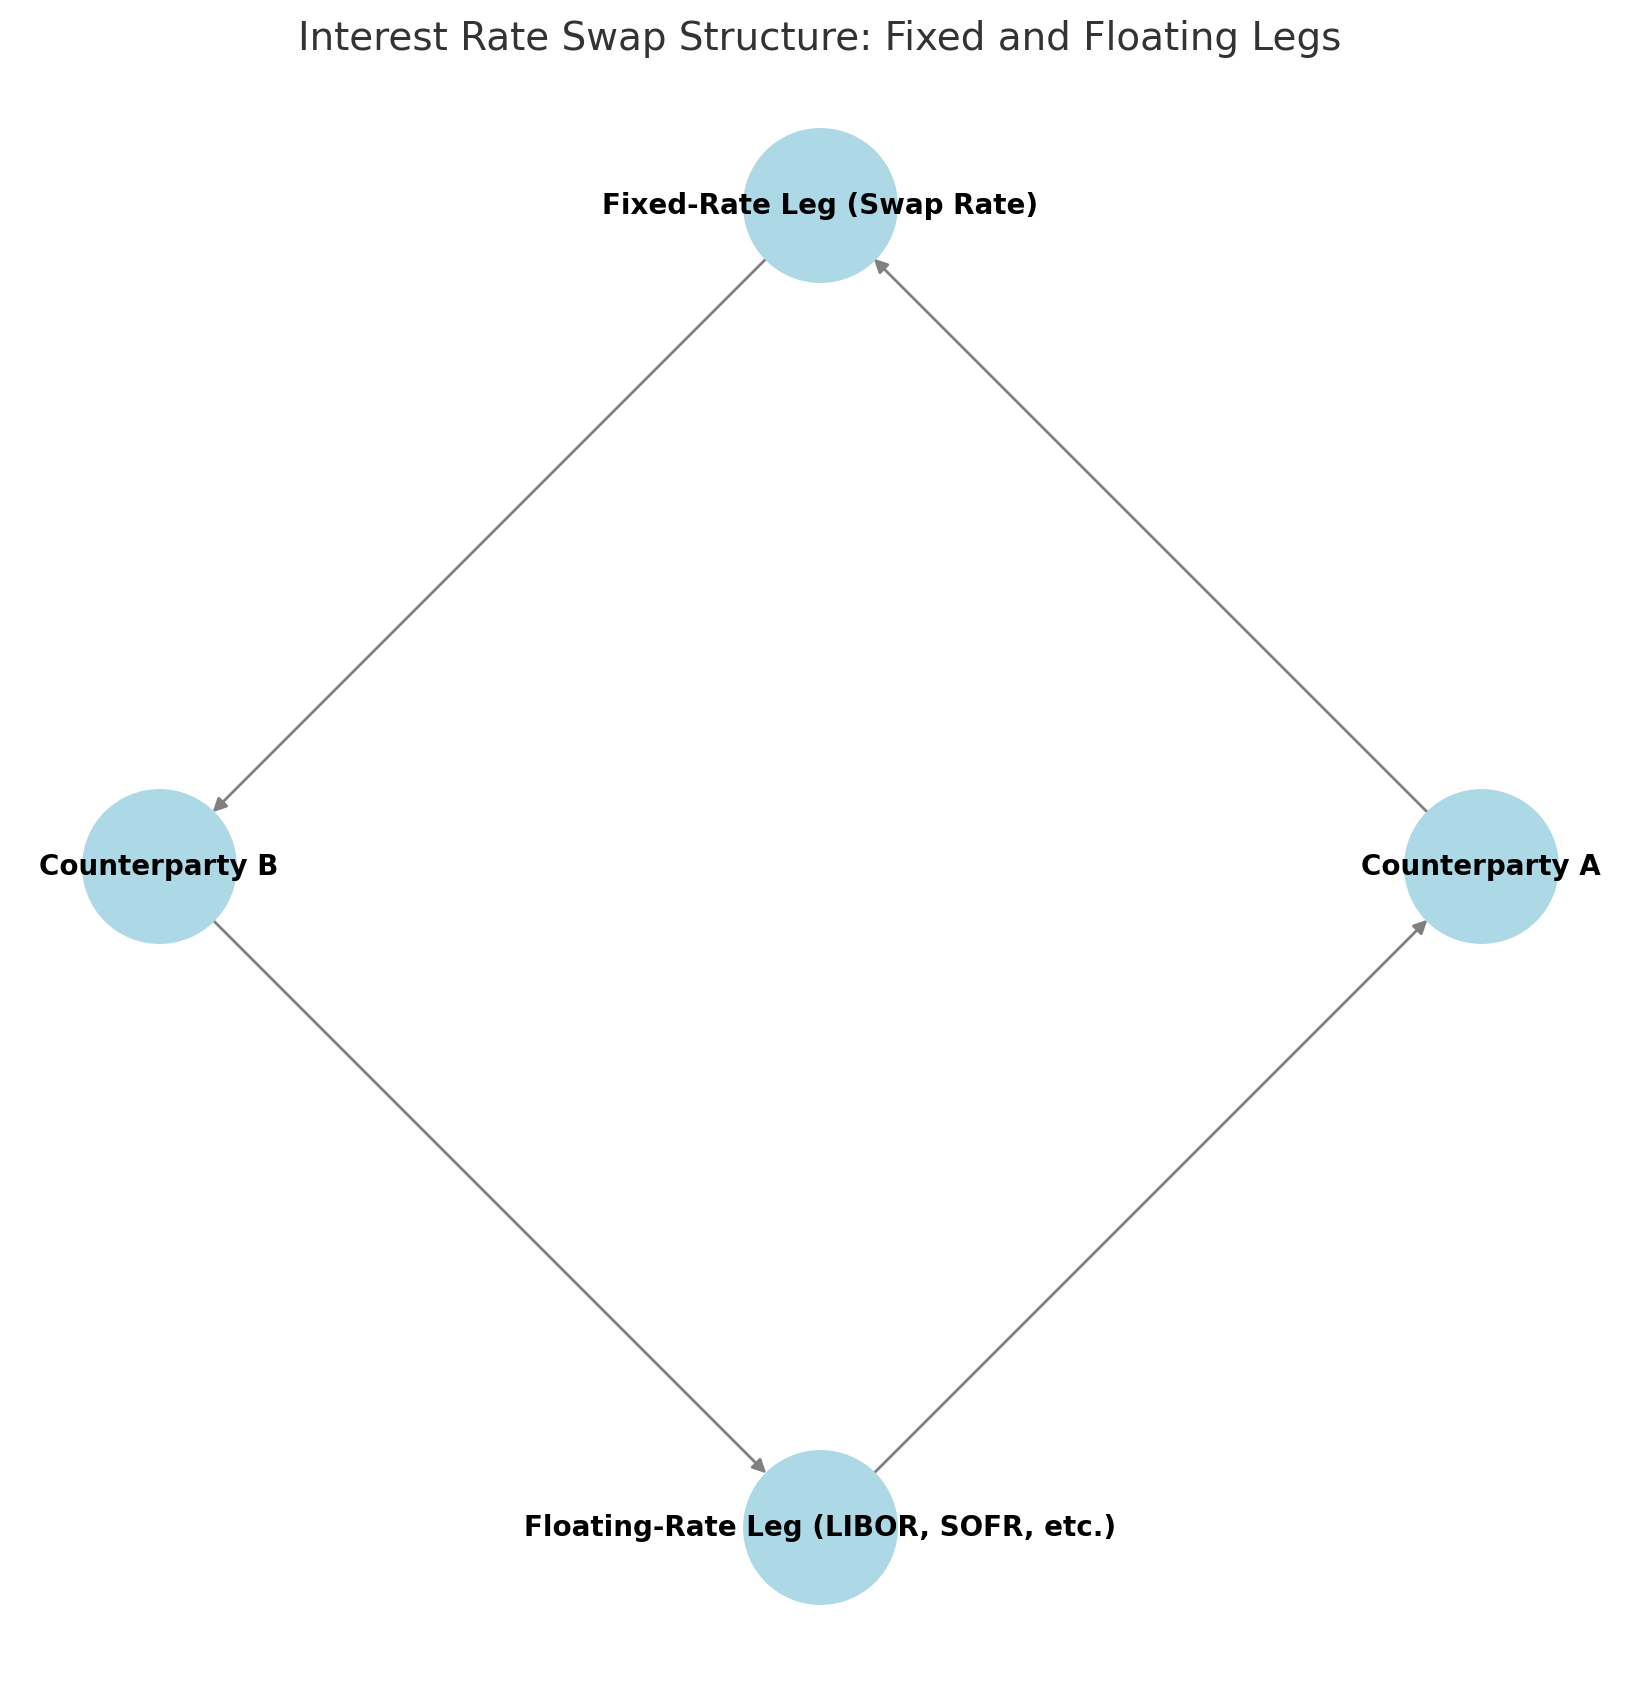 Interest Rate Swap Structure: Fixed and Floating Legs
Fixed-Rate Leg (Swap Rate)
Counterparty B
Counterparty A
Floating-Rate Leg (LIBOR, SOFR, etc.)